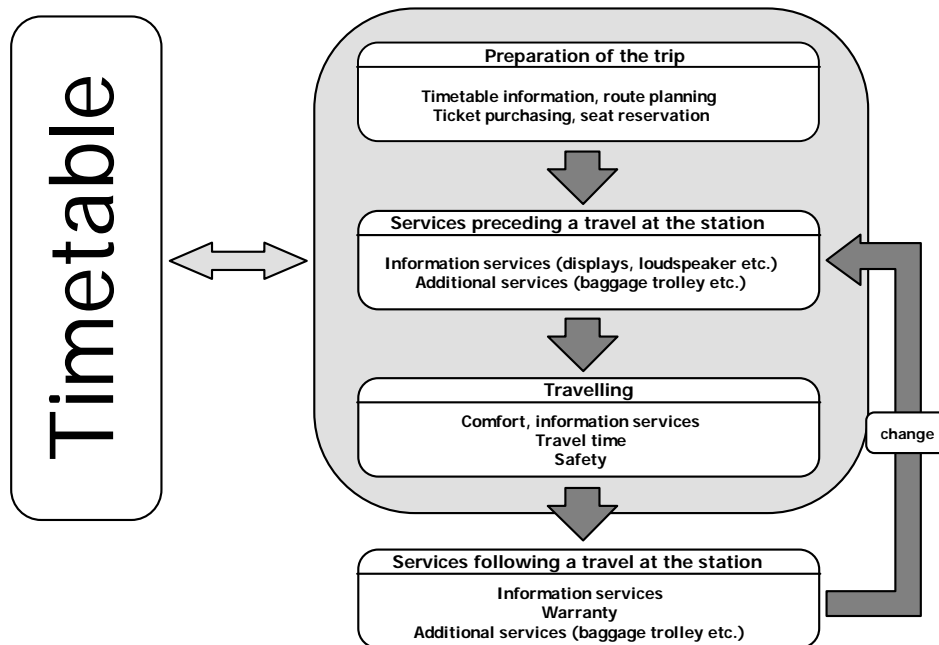 Timetable
Preparation of the trip
Timetable information, route planning
Ticket purchasing, seat reservation
Services preceding a travel at the station
Information services (displays, loudspeaker etc.)
Additional services (baggage trolley etc.)
Travelling
Comfort, information services
Travel time
Safety
change
Services following a travel at the station
Information services
Warranty
Additional services (baggage trolley etc.)